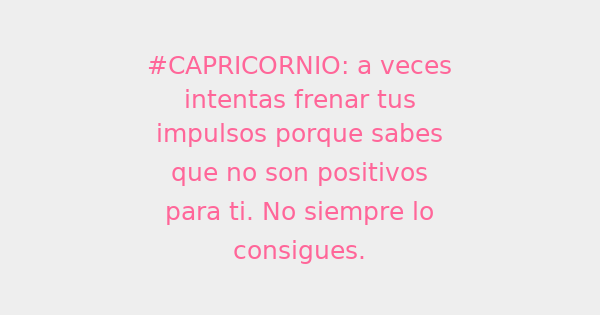 #CAPRICORNIO: a veces
intentas frenar tus
impulsos porque sabes
que no son positivos
para ti. No siempre lo
consigues.